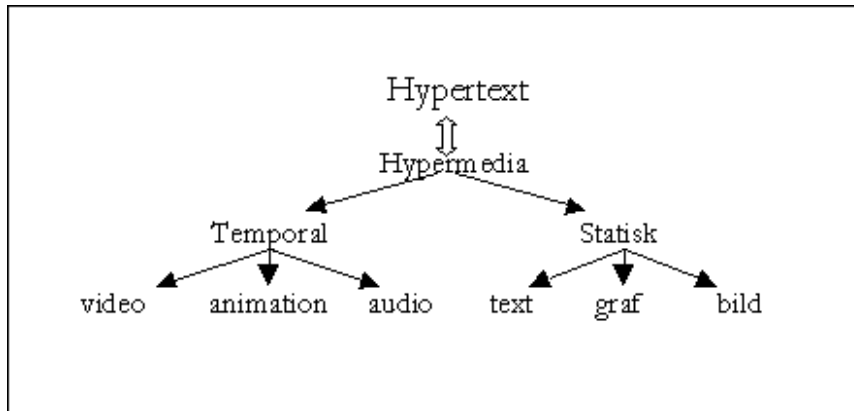 Hypertext
Hypermedia
Temporal Statisk
video animation audio text graf bild